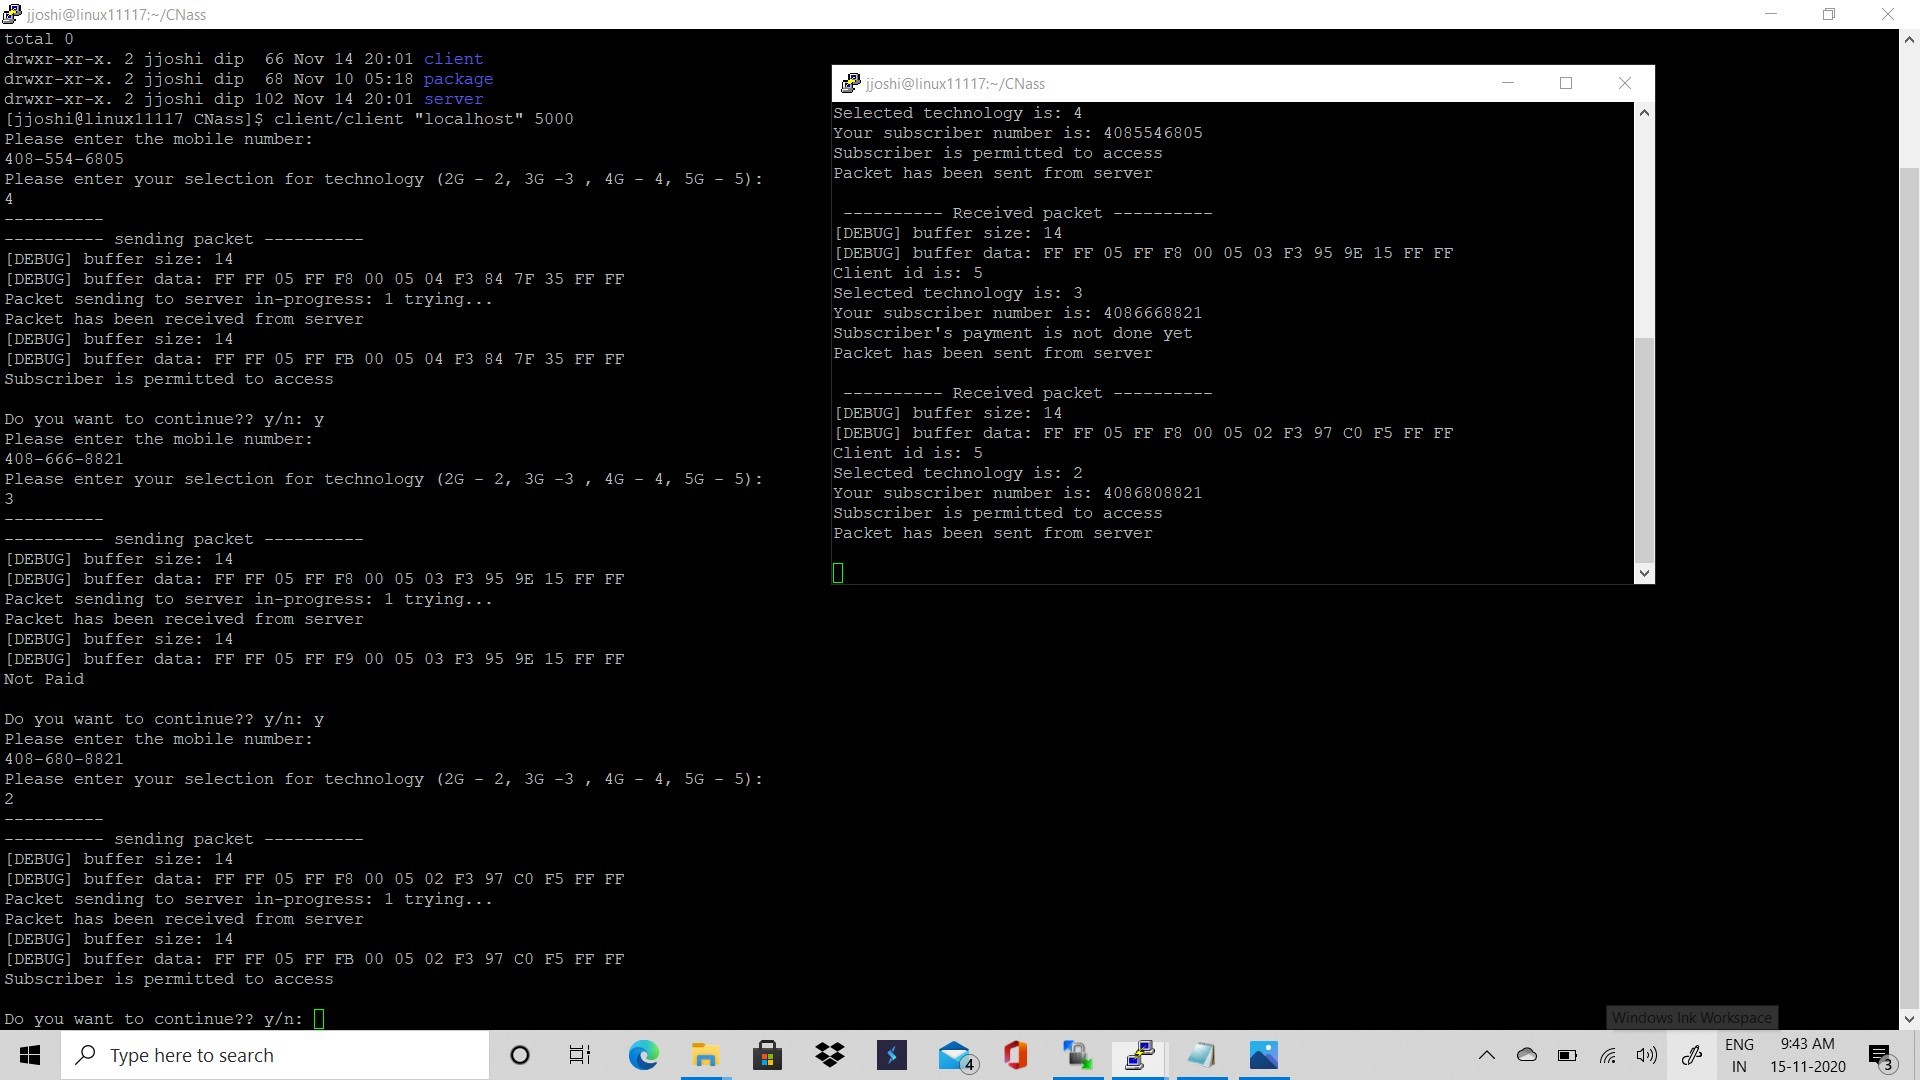 jjoshi@linux11117:~/CNass
total 0
drwxr-xr-x. 2 jjoshi dip  66 Nov 14 20:01 client
drwxr-xr-x. 2 jjoshi dip  68 Nov 10 05:18 package
drwxr-xr-x. 2 jjoshi dip 102 Nov 14 20:01 server
[jjoshi@linux11117 CNass]$ client/client "localhost" 5000
Please enter the mobile number:
408-554-6805
Please enter your selection for technology (2G - 2, 3G -3 , 4G - 4, 5G - 5):
4
----------
---------- sending packet ----------
[DEBUG] buffer size: 14
[DEBUG] buffer data: FF FF 05 FF F8 00 05 04 F3 84 7F 35 FF FF
Packet sending to server in-progress: 1 trying...
Packet has been received from server
[DEBUG] buffer size: 14
[DEBUG] buffer data: FF FF 05 FF FB 00 05 04 F3 84 7F 35 FF FF
Subscriber is permitted to access
Do you want to continue?? y/n: y
Please enter the mobile number:
408-666-8821
Please enter your selection for technology (2G - 2, 3G -3 , 4G - 4, 5G - 5):
3
----------
---------- sending packet ----------
[DEBUG] buffer size: 14
[DEBUG] buffer data: FF FF 05 FF F8 00 05 03 F3 95 9E 15 FF FF
Packet sending to server in-progress: 1 trying...
Packet has been received from server
[DEBUG] buffer size: 14
[DEBUG] buffer data: FF FF 05 FF F9 00 05 03 F3 95 9E 15 FF FF
Not Paid
Do you want to continue?? y/n: y
Please enter the mobile number:
408-680-8821
Please enter your selection for technology (2G - 2, 3G -3 , 4G - 4, 5G - 5):
2
----------
---------- sending packet ----------
[DEBUG] buffer size: 14
[DEBUG] buffer data: FF FF 05 FF F8 00 05 02 F3 97 C0 F5 FF FF
Packet sending to server in-progress: 1 trying...
Packet has been received from server
[DEBUG] buffer size: 14
[DEBUG] buffer data: FF FF 05 FF FB 00 05 02 F3 97 C0 F5 FF FF
Subscriber is permitted to access
Do you want to continue?? y/n:
jjoshi@linux11117:~/CNass
Selected technology is: 4
Your subscriber number is: 4085546805
Subscriber is permitted to access
Packet has been sent from server
---------- Received packet ----------
[DEBUG] buffer size: 14
[DEBUG] buffer data: FF FF 05 FF F8 00 05 03 F3 95 9E 15 FF FF
Client id is: 5
Selected technology is: 3
Your subscriber number is: 4086668821
Subscriber's payment is not done yet
Packet has been sent from server
---------- Received packet ----------
[DEBUG] buffer size: 14
[DEBUG] buffer data: FF FF 05 FF F8 00 05 02 F3 97 C0 F5 FF FF
Client id is: 5
Selected technology is: 2
Your subscriber number is: 4086808821
Subscriber is permitted to access
Packet has been sent from server
Windows Ink Workspace
Type here to search
4
ENG
IN
9:43 AM
15-11-2020
3